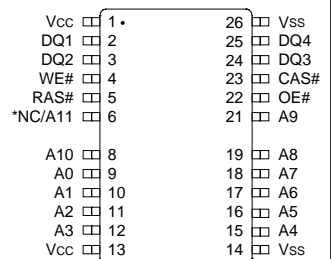 Vcc 1 26 Vss
DQ1 2 25 DQ4
DQ2 3 24 DQ3
WE# 4 23 CAS#
RAS# 5 22 OE#
*NC/A11 6 21 A9
A10 8 19 A8
A0 9 18 A7
A1 10 17 A6
A2 11 16 A5
A3 12 15 A4
Vcc 13 14 Vss